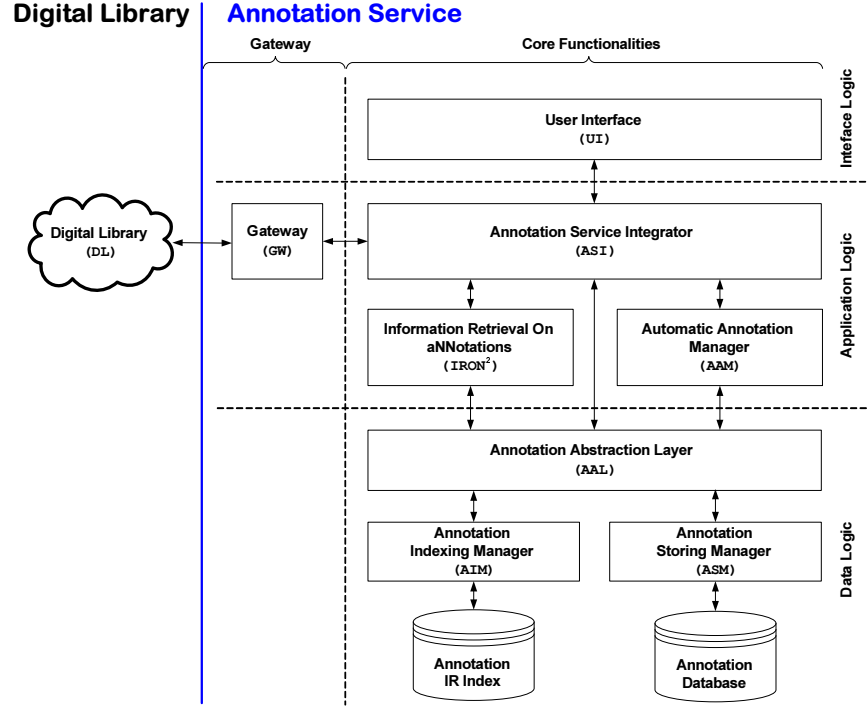 Digital Library
Annotation Service
Gateway
Core Functionalities
Inteface Logic
User Interface
(UI)
Application Logic
Digital Library
(DL)
Gateway
(GW)
Annotation Service Integrator
(ASI)
Information Retrieval On
aNNotations
(IRON²)
Automatic Annotation
Manager
(AAM)
Data Logic
Annotation Abstraction Layer
(AAL)
Annotation
Indexing Manager
(AIM)
Annotation
Storing Manager
(ASM)
Annotation
IR Index
Annotation
Database